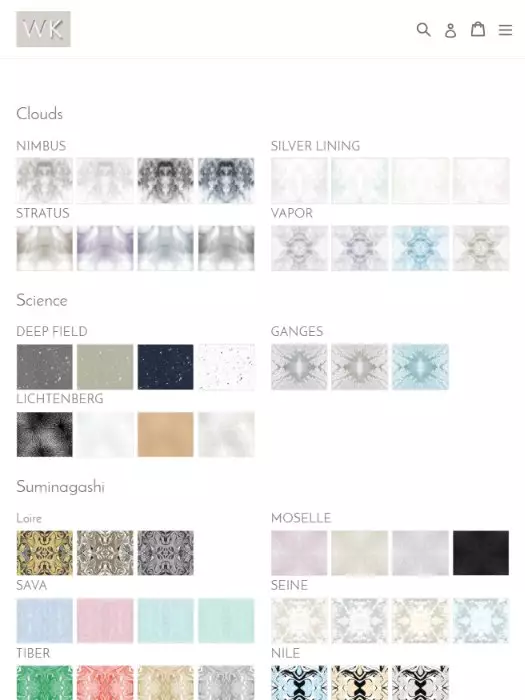 WK
Clouds
NIMBUS
SILVER LINING
STRATUS
VAPOR
Science
DEEP FIELD
GANGES
LICHTENBERG
Suminagashi
Loire
MOSELLE
SAVA
SEINE
TIBER
NILE